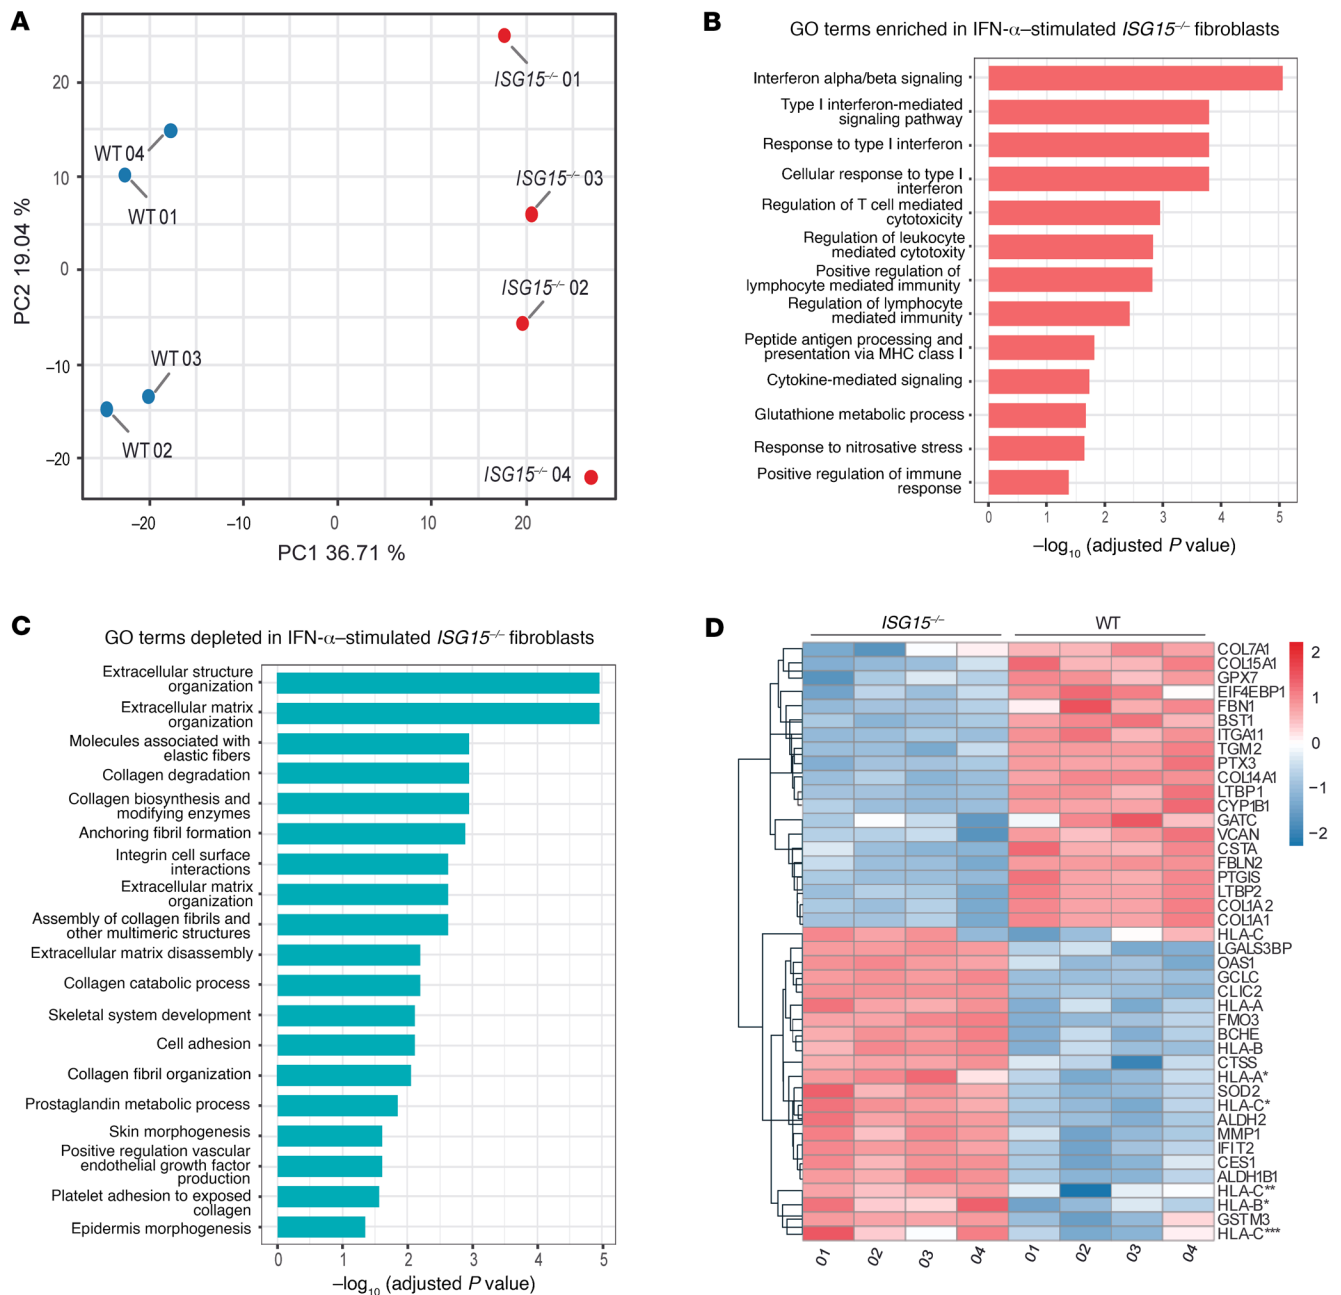 A
20
10
0
−10
−20
PC2 19.04 %
ISG15−/− 01
WT 04
WT 01
ISG15−/− 03
ISG15−/− 02
WT 03
WT 02
ISG15−/− 04
−20
−10
0
10
20
PC1 36.71 %
B
GO terms enriched in IFN-α–stimulated ISG15−/− fibroblasts
Interferon alpha/beta signaling
Type I interferon-mediated
signaling pathway
Response to type I interferon
Cellular response to type I
interferon
Regulation of T cell mediated
cytotoxicity
Regulation of leukocyte
mediated cytotoxity
Positive regulation of
lymphocyte mediated immunity
Regulation of lymphocyte
mediated immunity
Peptide antigen processing and
presentation via MHC class I
Cytokine-mediated signaling
Glutathione metabolic process
Response to nitrosative stress
Positive regulation of immune
response
0
1
2
3
4
5
−log10 (adjusted P value)
C
GO terms depleted in IFN-α–stimulated ISG15−/− fibroblasts
Extracellular structure
organization
Extracellular matrix
organization
Molecules associated with
elastic fibers
Collagen degradation
Collagen biosynthesis and
modifying enzymes
Anchoring fibril formation
Integrin cell surface
interactions
Extracellular matrix
organization
Assembly of collagen fibrils and
other multimeric structures
Extracellular matrix disassembly
Collagen catabolic process
Skeletal system development
Cell adhesion
Collagen fibril organization
Prostaglandin metabolic process
Skin morphogenesis
Positive regulation vascular
endothelial growth factor
production
Platelet adhesion to exposed
collagen
Epidermis morphogenesis
0
1
2
3
4
5
−log10 (adjusted P value)
D
ISG15−/−
WT
COL7A1
COL15A1
GPX7
EIF4EBP1
FBN1
BST1
ITGA11
TGM2
PTX3
COL14A1
LTBP1
CYP1B1
GATC
VCAN
CSTA
FBLN2
PTGIS
LTBP2
COL1A2
COL1A1
HLA-C
LGALS3BP
OAS1
GCLC
CLIC2
HLA-A
FMO3
BCHE
HLA-B
CTSS
HLA-A*
SOD2
HLA-C*
ALDH2
MMP1
IFIT2
CES1
ALDH1B1
HLA-C**
HLA-B*
GSTM3
HLA-C***
01
02
03
04
01
02
03
04
2
1
0
−1
−2